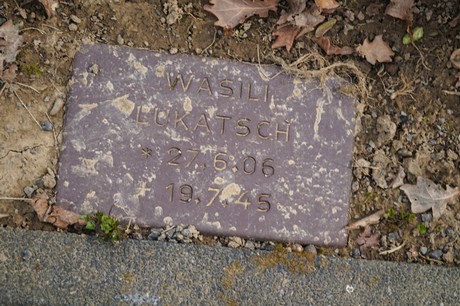 WASILI
LUKATSCH
* 27.6.06
✝ 19.7.45